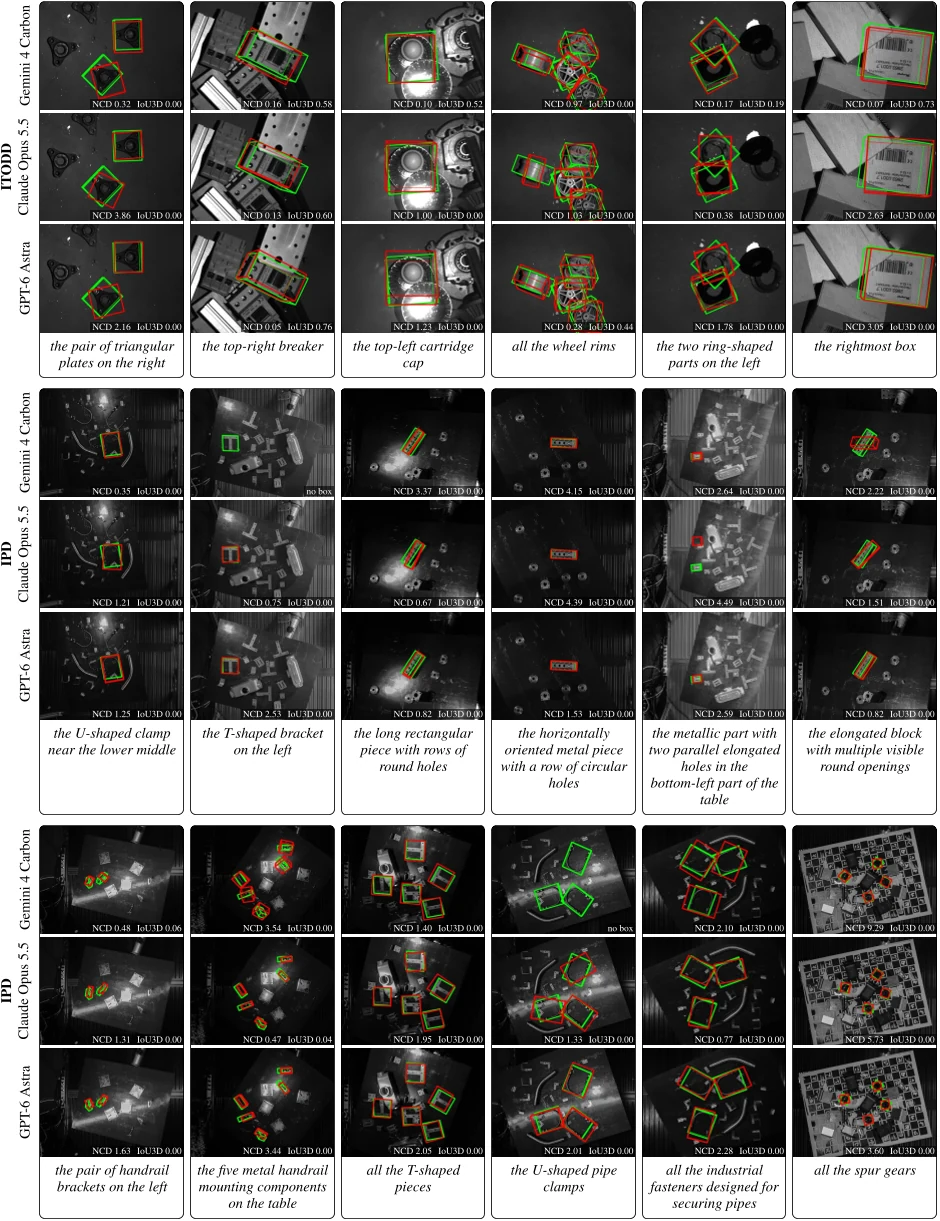 ITODD
Gemini 4 Carbon
NCD 0.32 IoU3D 0.00
NCD 0.16 IoU3D 0.58
NCD 0.10 IoU3D 0.52
NCD 0.97 IoU3D 0.00
NCD 0.17 IoU3D 0.19
NCD 0.07 IoU3D 0.73
Claude Opus 5.5
NCD 3.86 IoU3D 0.00
NCD 0.13 IoU3D 0.60
NCD 1.00 IoU3D 0.00
NCD 1.03 IoU3D 0.00
NCD 0.38 IoU3D 0.00
NCD 2.63 IoU3D 0.00
GPT-6 Astra
NCD 2.16 IoU3D 0.00
NCD 0.05 IoU3D 0.76
NCD 1.23 IoU3D 0.00
NCD 0.28 IoU3D 0.44
NCD 1.78 IoU3D 0.00
NCD 3.05 IoU3D 0.00
the pair of triangular
plates on the right
the top-right breaker
the top-left cartridge
cap
all the wheel rims
the two ring-shaped
parts on the left
the rightmost box
IPD
Gemini 4 Carbon
NCD 0.35 IoU3D 0.00
no box
NCD 3.37 IoU3D 0.00
NCD 4.15 IoU3D 0.00
NCD 2.64 IoU3D 0.00
NCD 2.22 IoU3D 0.00
Claude Opus 5.5
NCD 1.21 IoU3D 0.00
NCD 0.75 IoU3D 0.00
NCD 0.67 IoU3D 0.00
NCD 4.39 IoU3D 0.00
NCD 4.49 IoU3D 0.00
NCD 1.51 IoU3D 0.00
GPT-6 Astra
NCD 1.25 IoU3D 0.00
NCD 2.53 IoU3D 0.00
NCD 0.82 IoU3D 0.00
NCD 1.53 IoU3D 0.00
NCD 2.59 IoU3D 0.00
NCD 0.82 IoU3D 0.00
the U-shaped clamp
near the lower middle
the T-shaped bracket
on the left
the long rectangular
piece with rows of
round holes
the horizontally
oriented metal piece
with a row of circular
holes
the metallic part with
two parallel elongated
holes in the
bottom-left part of the
table
the elongated block
with multiple visible
round openings
IPD
Gemini 4 Carbon
NCD 0.48 IoU3D 0.06
NCD 3.54 IoU3D 0.00
NCD 1.40 IoU3D 0.00
no box
NCD 2.10 IoU3D 0.00
NCD 9.29 IoU3D 0.00
Claude Opus 5.5
NCD 1.31 IoU3D 0.00
NCD 0.47 IoU3D 0.04
NCD 1.95 IoU3D 0.00
NCD 1.33 IoU3D 0.00
NCD 0.77 IoU3D 0.00
NCD 5.73 IoU3D 0.00
GPT-6 Astra
NCD 1.63 IoU3D 0.00
NCD 3.44 IoU3D 0.00
NCD 2.05 IoU3D 0.00
NCD 2.01 IoU3D 0.00
NCD 2.28 IoU3D 0.00
NCD 3.60 IoU3D 0.00
the pair of handrail
brackets on the left
the five metal handrail
mounting components
on the table
all the T-shaped
pieces
the U-shaped pipe
clamps
all the industrial
fasteners designed for
securing pipes
all the spur gears